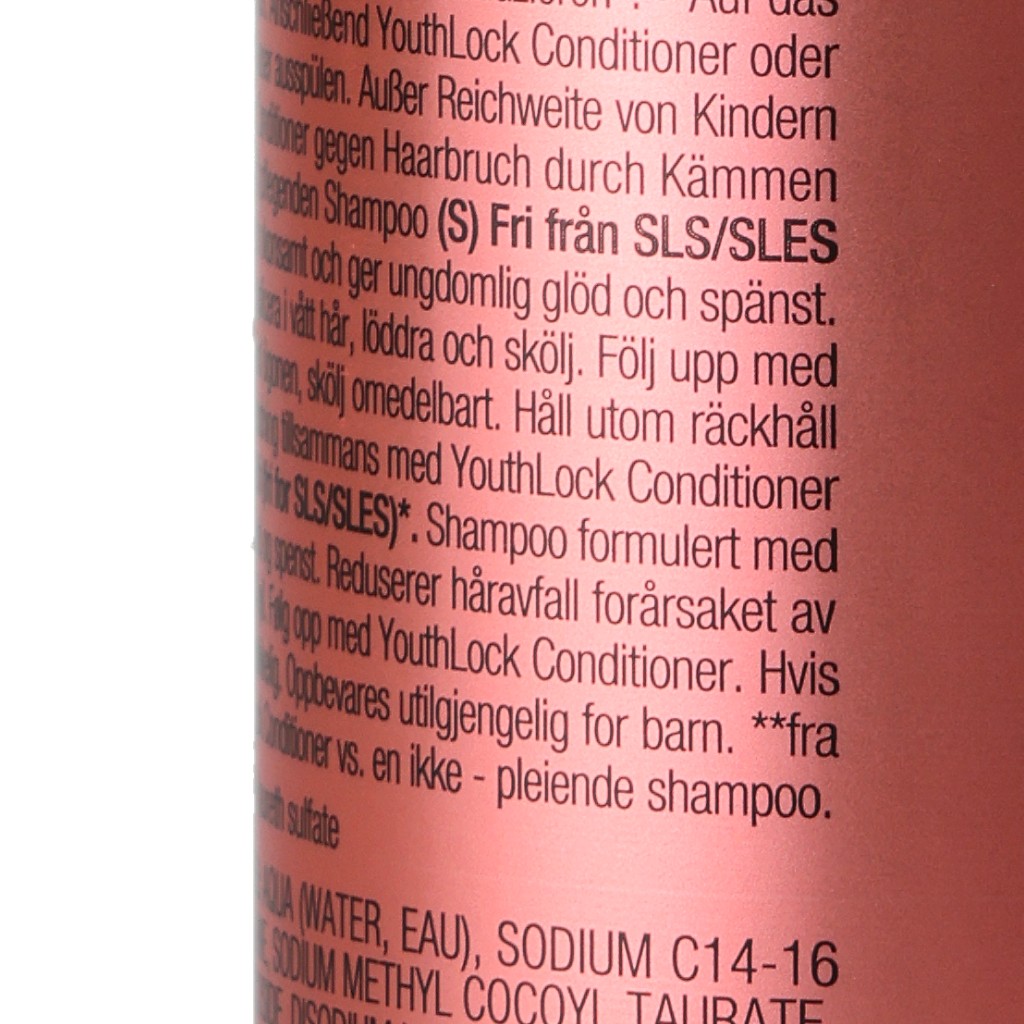 Auf das
YouthLock Conditioner oder
ausspülen. Außer Reichweite von Kindern
gegen Haarbruch durch Kämmen
Shampoo (S) Fri från SLS/SLES
och ger ungdomlig glöd och spänst.
i vått hår, löddra och skölj. Följ upp med
skölj omedelbart. Håll utom räckhåll
tillsammans med YouthLock Conditioner
for SLS/SLES)*. Shampoo formulert med
spenst. Reduserer håravfall forårsaket av
Følg opp med YouthLock Conditioner. Hvis
Oppbevares utilgjengelig for barn. **fra
Conditioner vs. en ikke - pleiende shampoo.
sulfate
AQUA (WATER, EAU), SODIUM C14-16
SODIUM METHYL COCOYL TAURATE,
DISODIUM